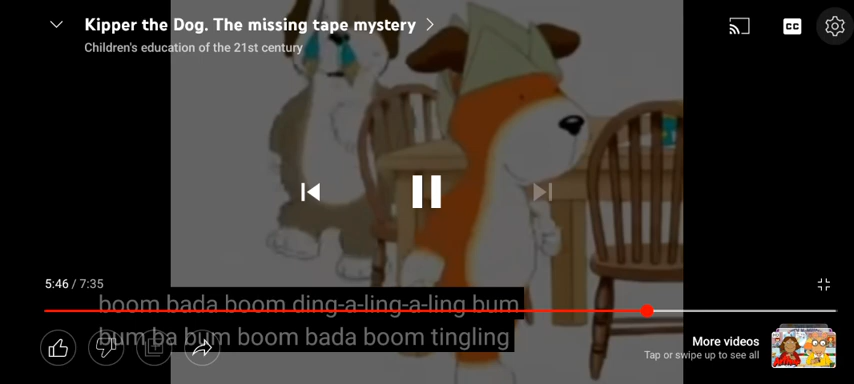 Kipper the Dog. The missing tape mystery
CC
Children's education of the 21st century
5:46 / 7:35
boom bada boom ding-a-ling-a-ling bum
bum ba bum boom bada boom tingling
More videos
Tap or swipe up to see all